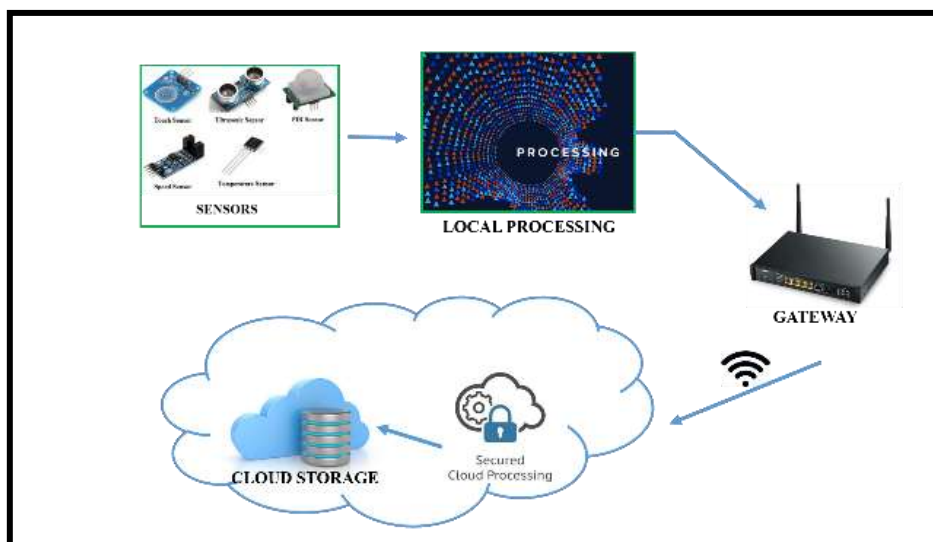 Touch Sensor
Ultrasonic Sensor
PIR Sensor
Speed Sensor
Temperature Sensor
SENSORS
PROCESSING
LOCAL PROCESSING
GATEWAY
CLOUD STORAGE
Secured
Cloud Processing